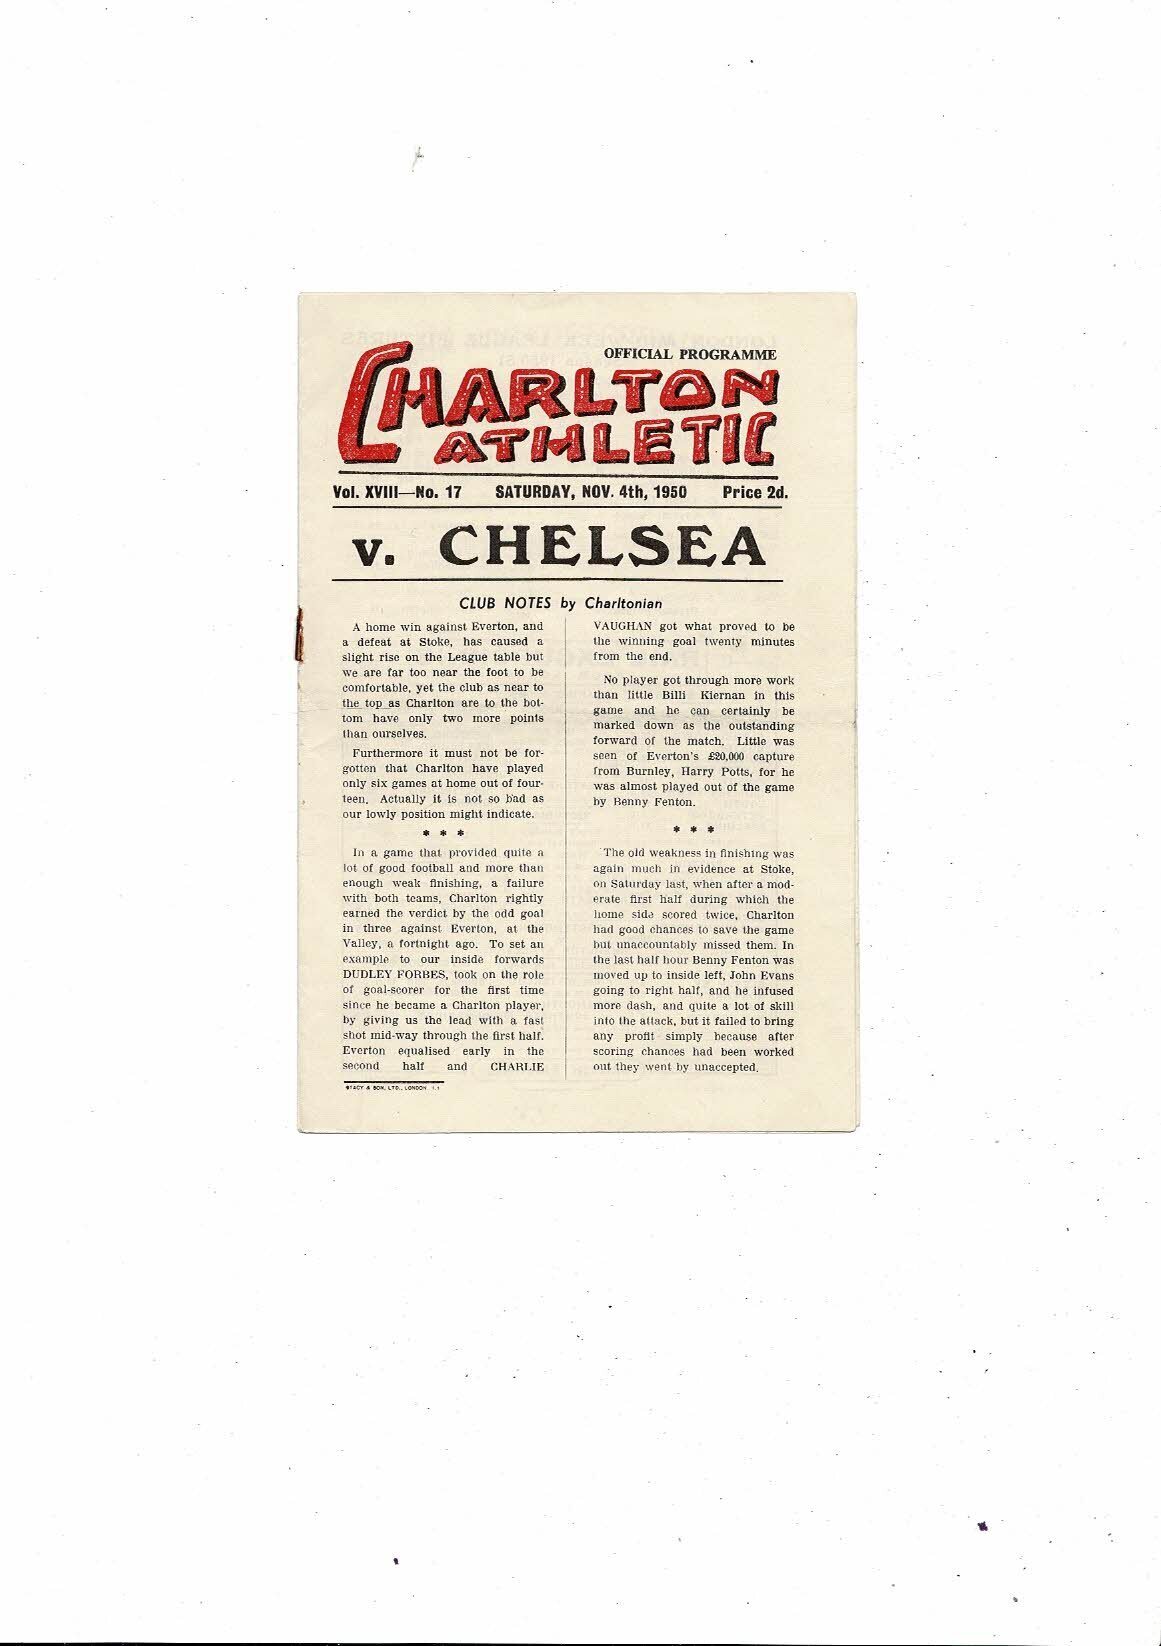 OFFICIAL PROGRAMME
CHARLTON
ATHLETIC
Vol. XVIII—No. 17 SATURDAY, NOV. 4th, 1950 Price 2d.
v. CHELSEA
CLUB NOTES by Charltonian
A home win against Everton, and
a defeat at Stoke, has caused a
slight rise on the League table but
we are far too near the foot to be
comfortable, yet the club as near to
the top as Charlton are to the bot-
tom have only two more points
than ourselves.
Furthermore it must not be for-
gotten that Charlton have played
only six games at home out of four-
teen. Actually it is not so bad as
our lowly position might indicate.
* * *
In a game that provided quite a
lot of good football and more than
enough weak finishing, a failure
with both teams, Charlton rightly
earned the verdict by the odd goal
in three against Everton, at the
Valley, a fortnight ago. To set an
example to our inside forwards
DUDLEY FORBES, took on the role
of goal-scorer for the first time
since he became a Charlton player,
by giving us the lead with a fast
shot mid-way through the first half.
Everton equalised early in the
second half and CHARLIE
STACY & SON, LTD., LONDON
VAUGHAN got what proved to be
the winning goal twenty minutes
from the end.
No player got through more work
than little Billi Kiernan in this
game and he can certainly be
marked down as the outstanding
forward of the match. Little was
seen of Everton's £20,000 capture
from Burnley, Harry Potts, for he
was almost played out of the game
by Benny Fenton.
* * *
The old weakness in finishing was
again much in evidence at Stoke,
on Saturday last, when after a mod-
erate first half during which the
home side scored twice, Charlton
had good chances to save the game
but unaccountably missed them. In
the last half hour Benny Fenton was
moved up to inside left, John Evans
going to right half, and he infused
more dash, and quite a lot of skill
into the attack, but it failed to bring
any profit simply because after
scoring chances had been worked
out they went by unaccepted.